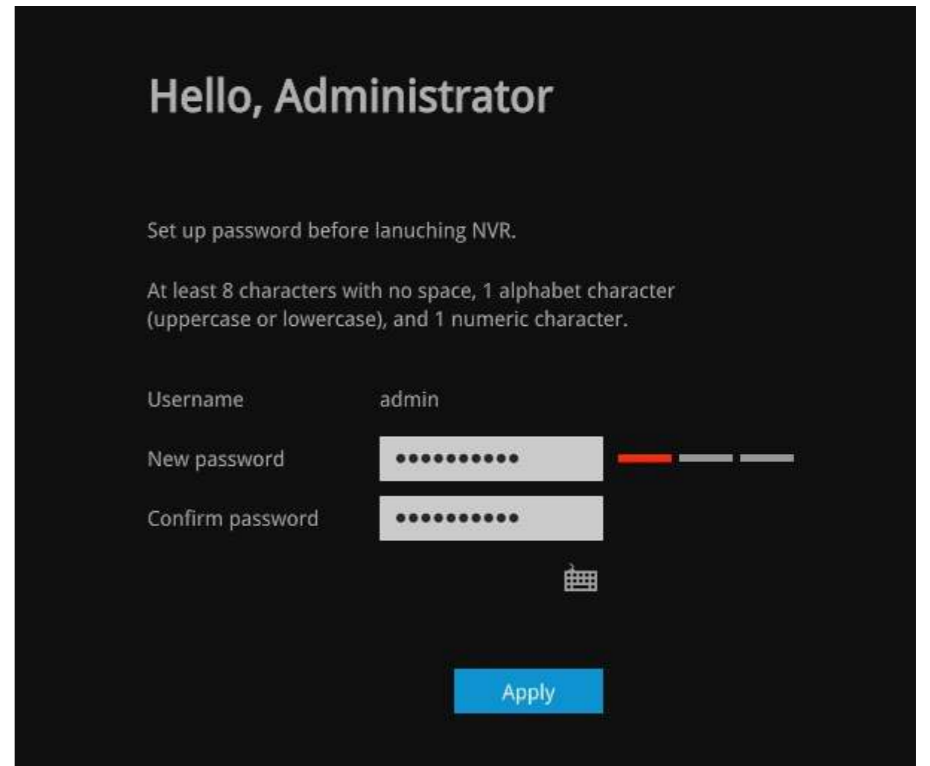 Hello, Administrator
Set up password before lanuching NVR.
At least 8 characters with no space, 1 alphabet character
(uppercase or lowercase), and 1 numeric character.
Username admin
New password ••••••••••
Confirm password ••••••••••
Apply